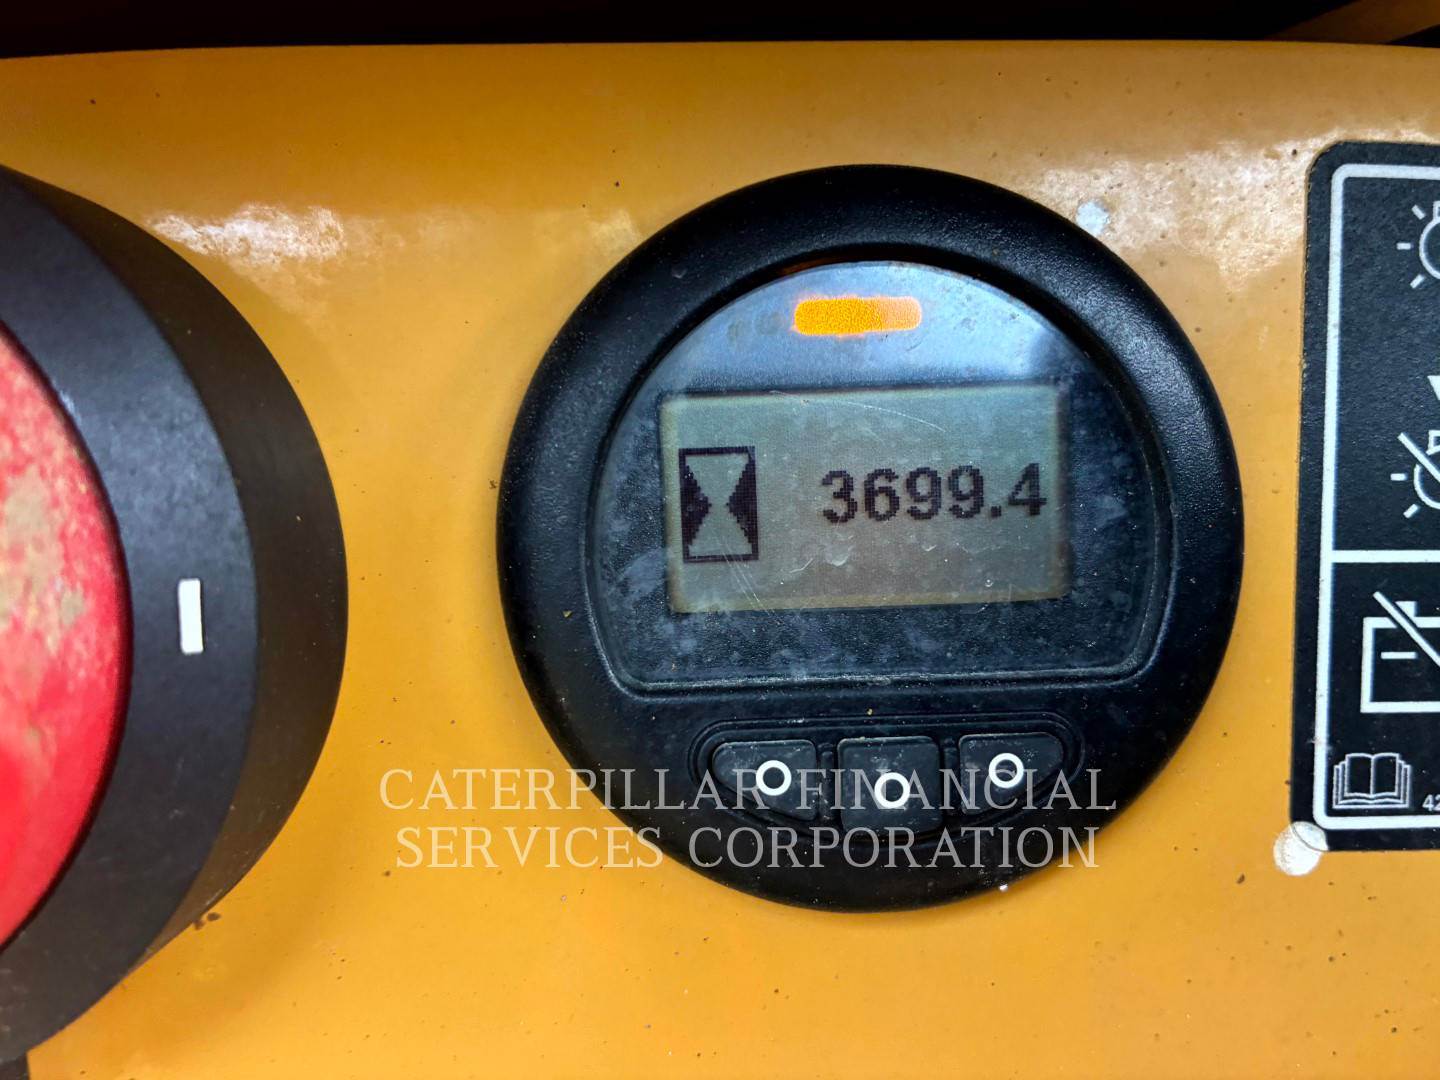 3699.4
CATERPILLAR FINANCIAL
SERVICES CORPORATION